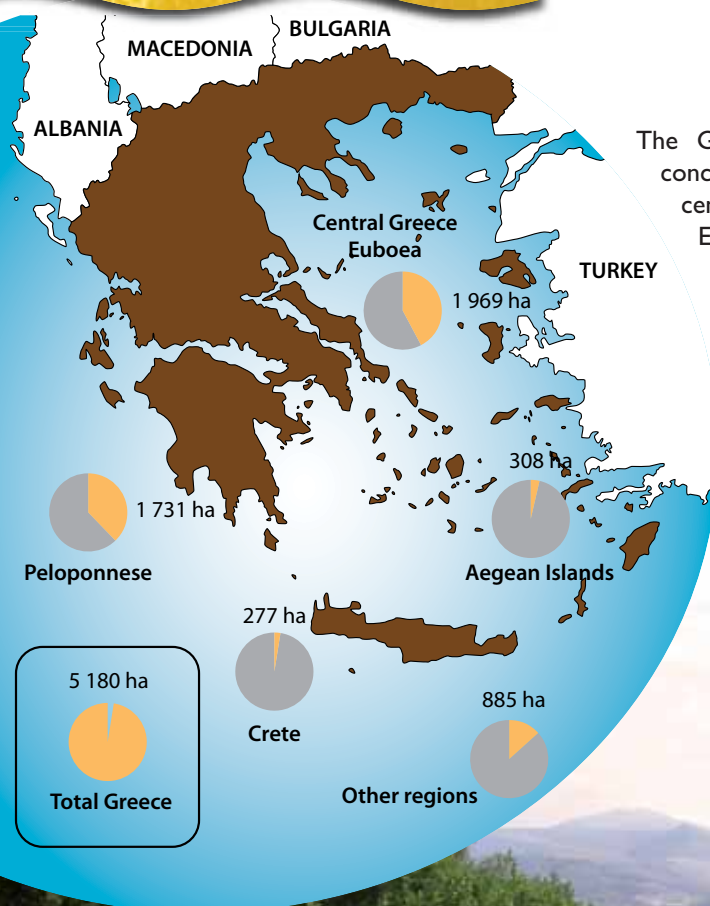 BULGARIA
MACEDONIA
ALBANIA
The G
conc
cer
E
Central Greece
Euboea
TURKEY
1 969 ha
308 ha
1 731 ha
Peloponnese
Aegean Islands
277 ha
5 180 ha
885 ha
Crete
Total Greece
Other regions